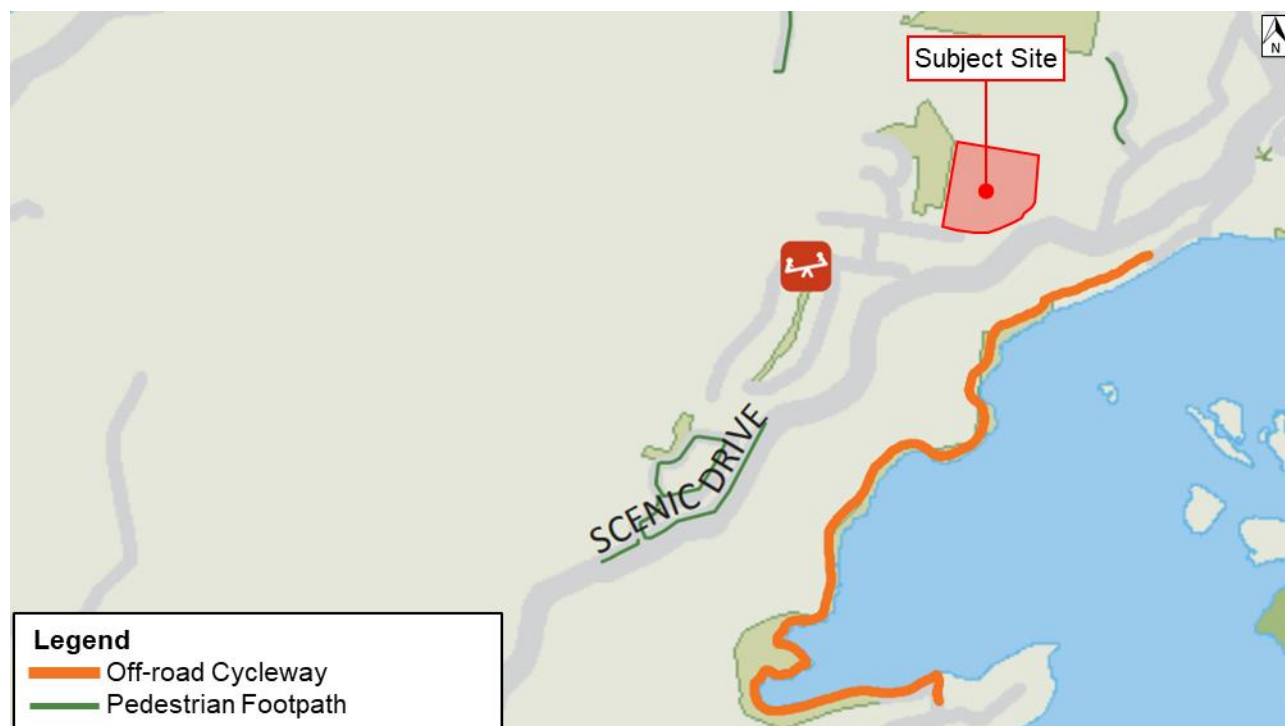 N
Subject Site
SCENIC DRIVE
Legend
Off-road Cycleway
Pedestrian Footpath